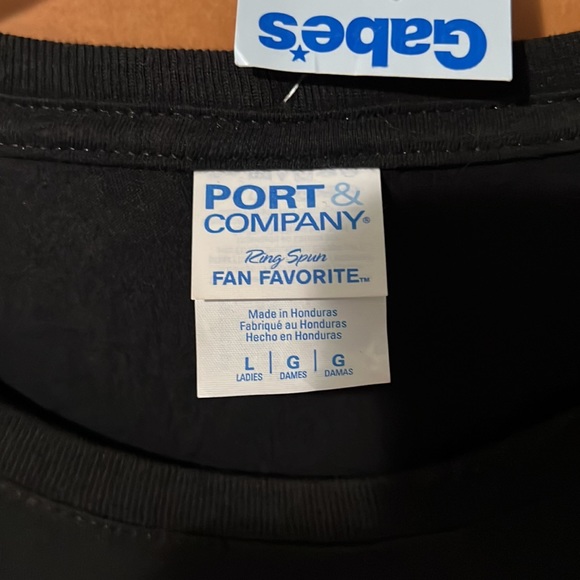 Gabe's
PORT &
COMPANY®
Ring Spun
FAN FAVORITE™
Made in Honduras
Fabriqué au Honduras
Hecho en Honduras
L | G | G
LADIES DAMES DAMAS